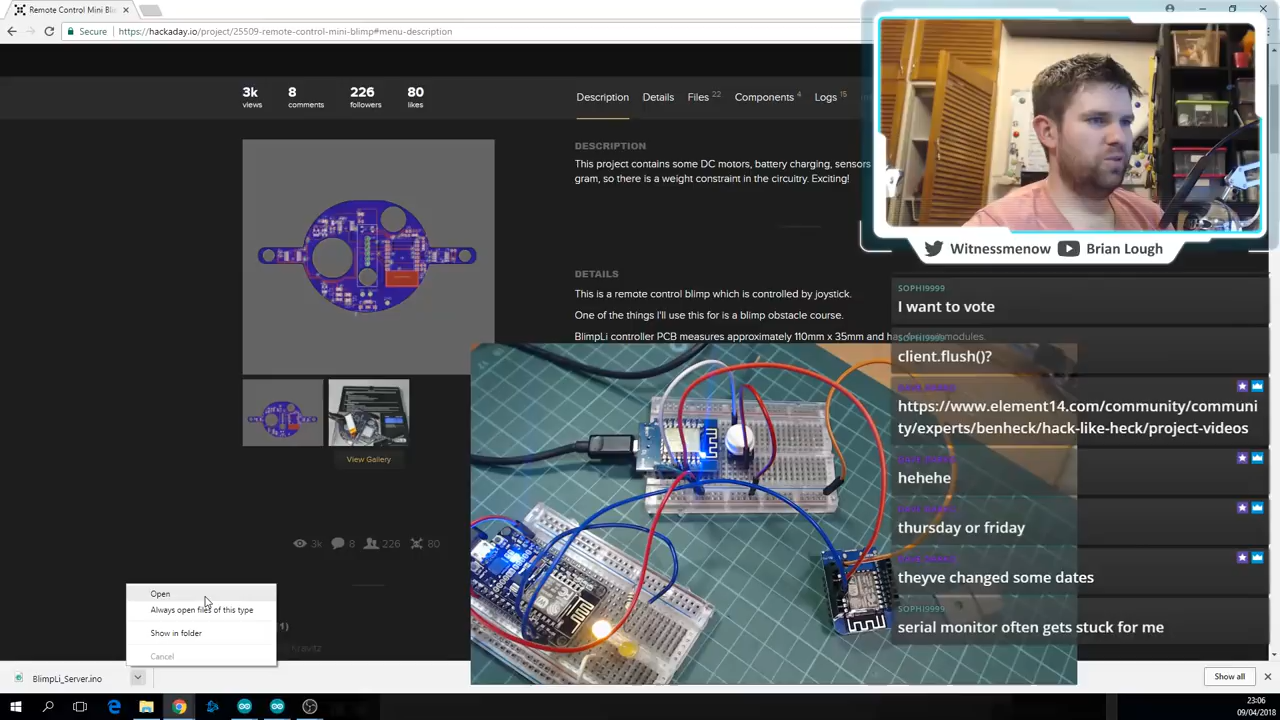 Remote Control Mini Bli
Secure
https://hackaday.io/project/25509-remote-control-mini-blimp#menu-description
3k 8 226 80
views comments followers likes
Description Details Files 22 Components 4 Logs 15
DESCRIPTION
This project contains some DC motors, battery charging, sensors
gram, so there is a weight constraint in the circuitry. Exciting!
DETAILS
This is a remote control blimp which is controlled by joystick.
One of the things I'll use this for is a blimp obstacle course.
BlimpLi controller PCB measures approximately 110mm x 35mm and
modules.
View Gallery
3k 8 226 80
Open
Always open files of this type
Show in folder
Cancel
BlimpLi_Server.ino
Witnessmenow Brian Lough
SOPHI9999
I want to vote
SOPHI9999
client.flush()?
https://www.element14.com/community/communi
ty/experts/benheck/hack-like-heck/project-videos
hehehe
thursday or friday
theyve changed some dates
SOPHI9999
serial monitor often gets stuck for me
Show all
23:06
09/04/2018